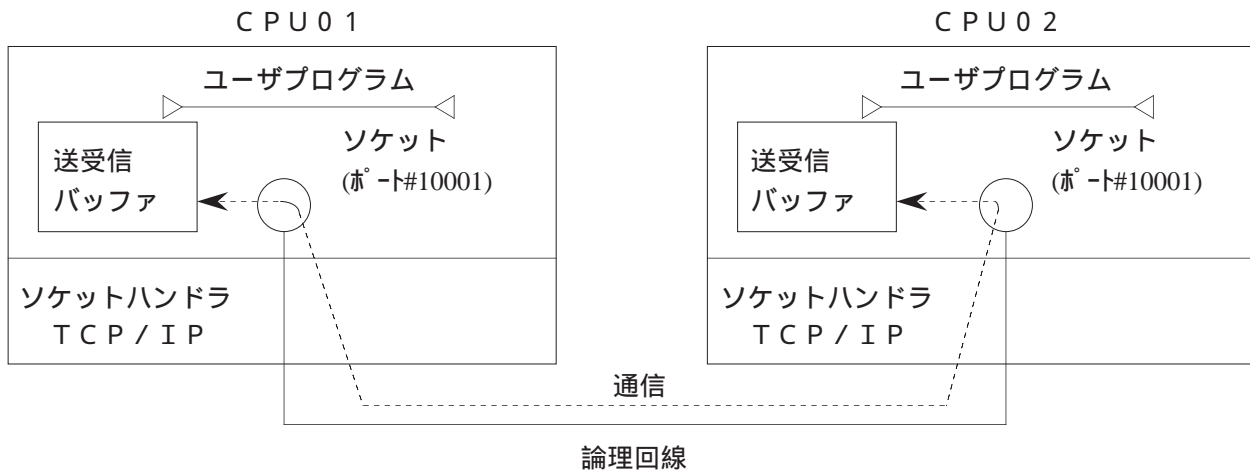 ＣＰＵ０１
ユーザプログラム
送受信
バッファ
ソケット
(ﾎﾟｰﾄ#10001)
ソケットハンドラ
ＴＣＰ/ＩＰ
ＣＰＵ０２
ユーザプログラム
送受信
バッファ
ソケット
(ﾎﾟｰﾄ#10001)
ソケットハンドラ
ＴＣＰ/ＩＰ
通信
論理回線